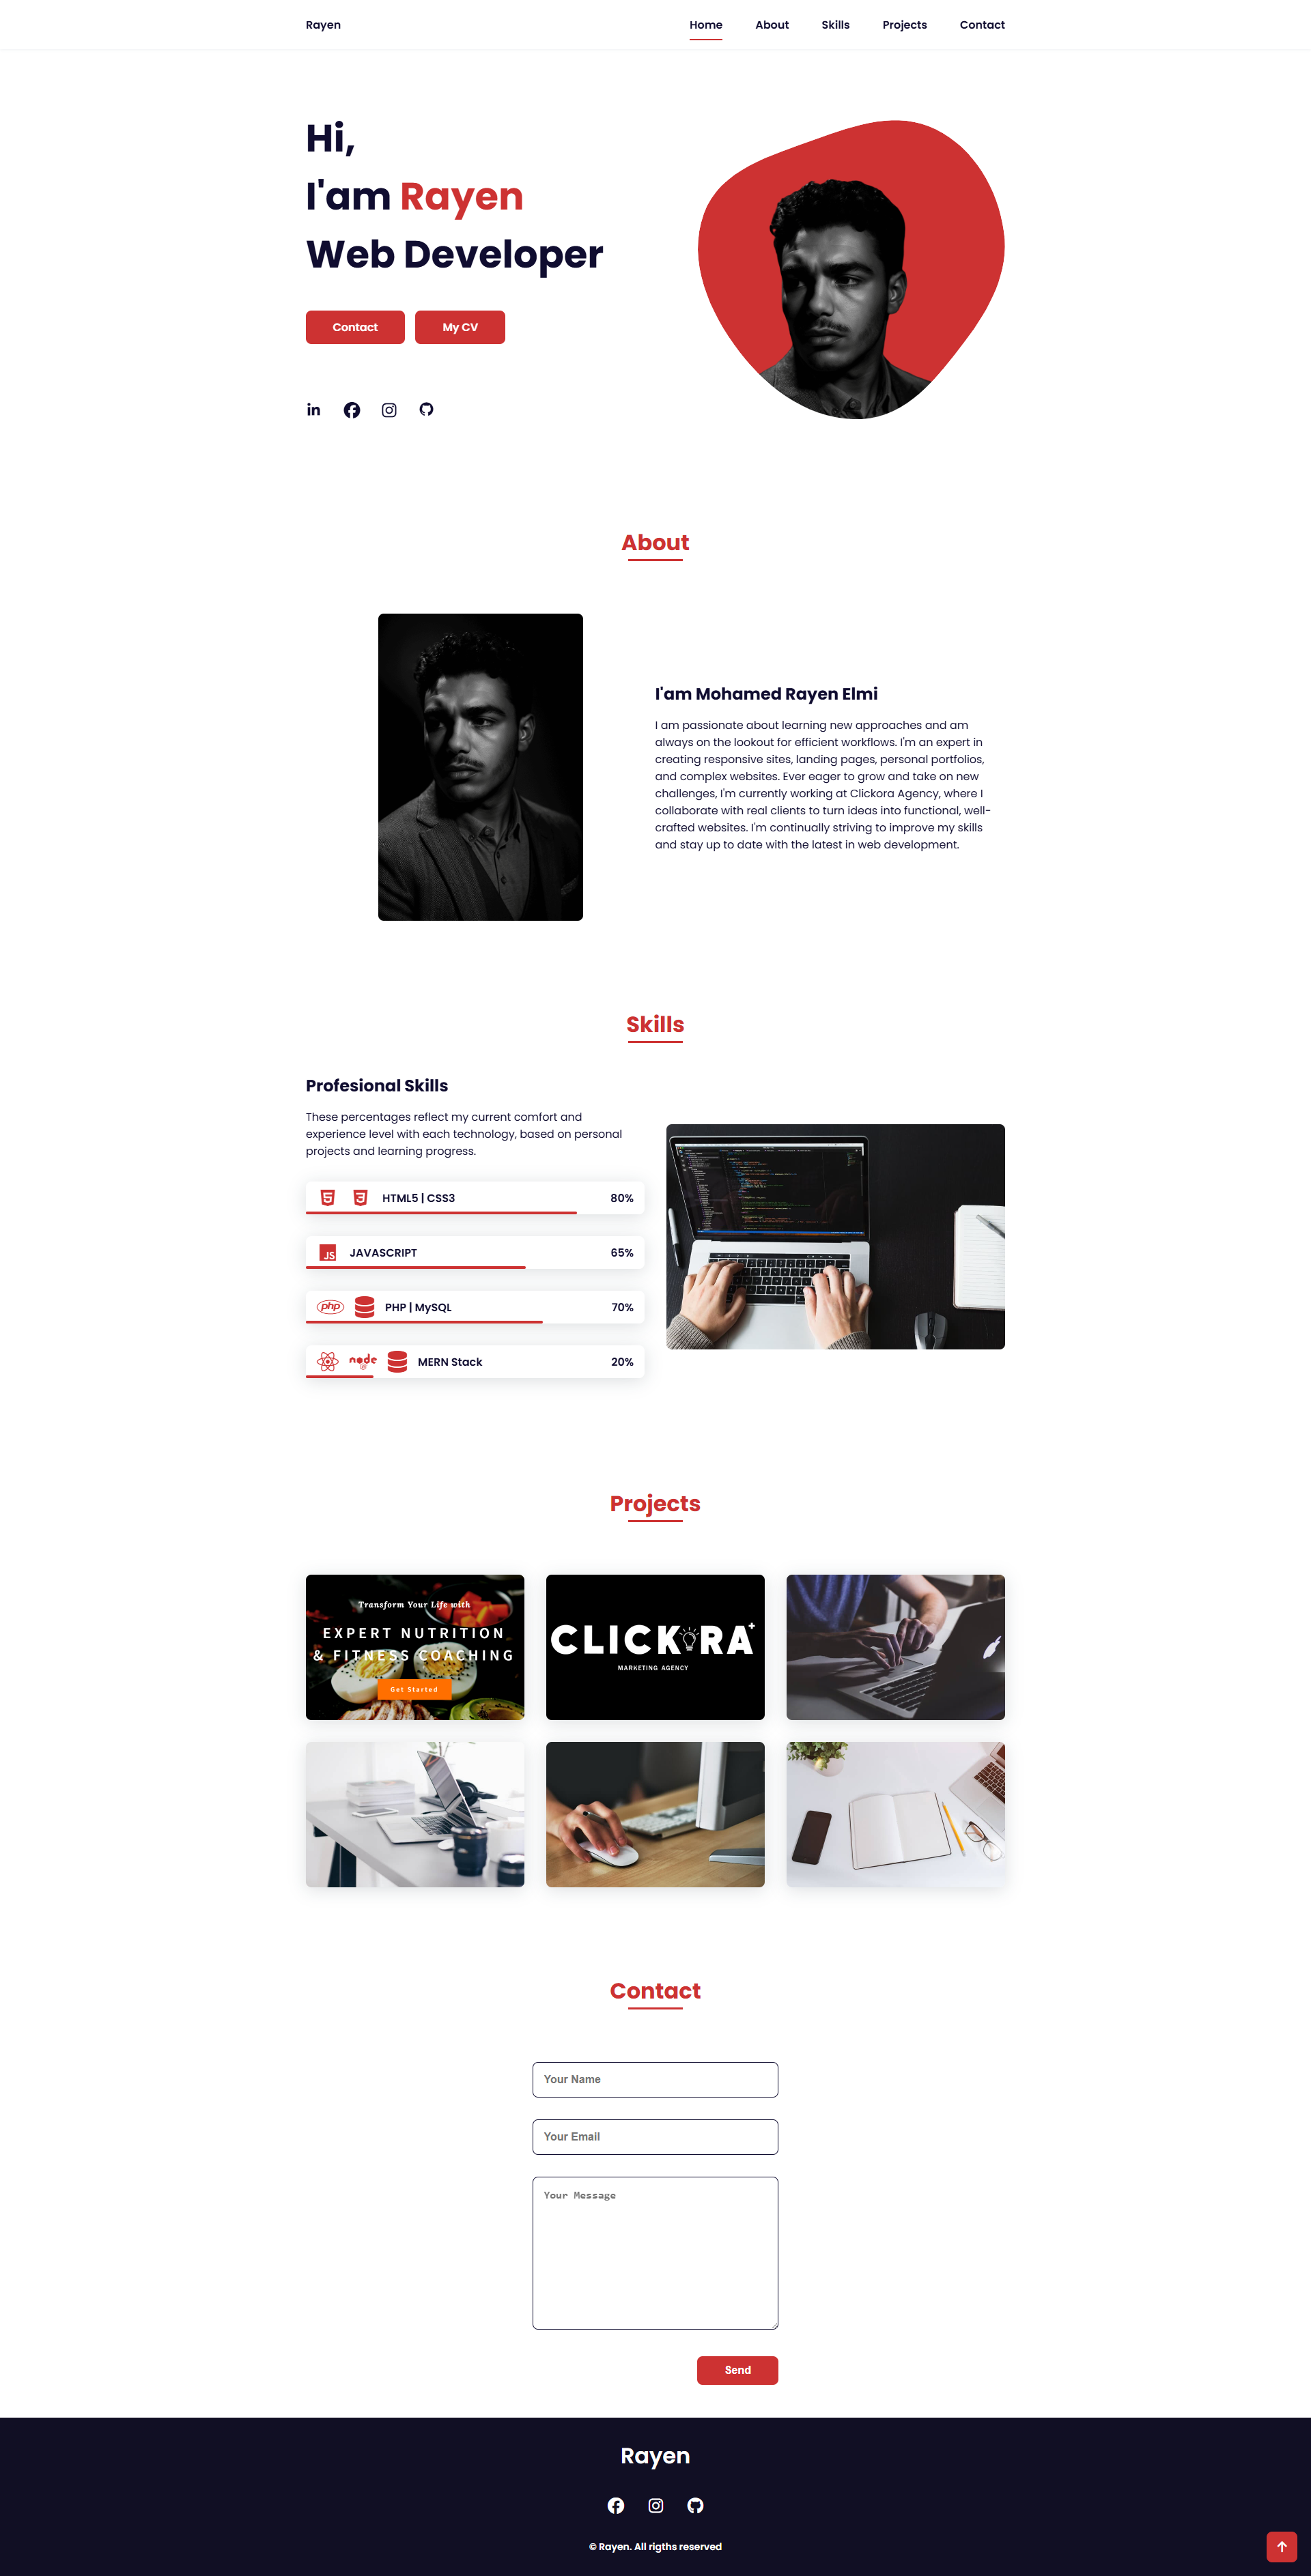 Rayen
Home About Skills Projects Contact
Hi,
I'am Rayen
Web Developer
Contact My CV
in
About
I'am Mohamed Rayen Elmi
I am passionate about learning new approaches and am
always on the lookout for efficient workflows. I'm an expert in
creating responsive sites, landing pages, personal portfolios,
and complex websites. Ever eager to grow and take on new
challenges, I'm currently working at Clickora Agency, where I
collaborate with real clients to turn ideas into functional, well-
crafted websites. I'm continually striving to improve my skills
and stay up to date with the latest in web development.
Skills
Profesional Skills
These percentages reflect my current comfort and
experience level with each technology, based on personal
projects and learning progress.
5 3 HTML5 | CSS3 80%
JS JAVASCRIPT 65%
php PHP | MySQL 70%
node JS MERN Stack 20%
Projects
Transform Your Life with
EXPERT NUTRITION
& FITNESS COACHING
Get Started
CLICKORA+
MARKETING AGENCY
Contact
Your Name
Your Email
Your Message
Send
Rayen
© Rayen. All rigths reserved